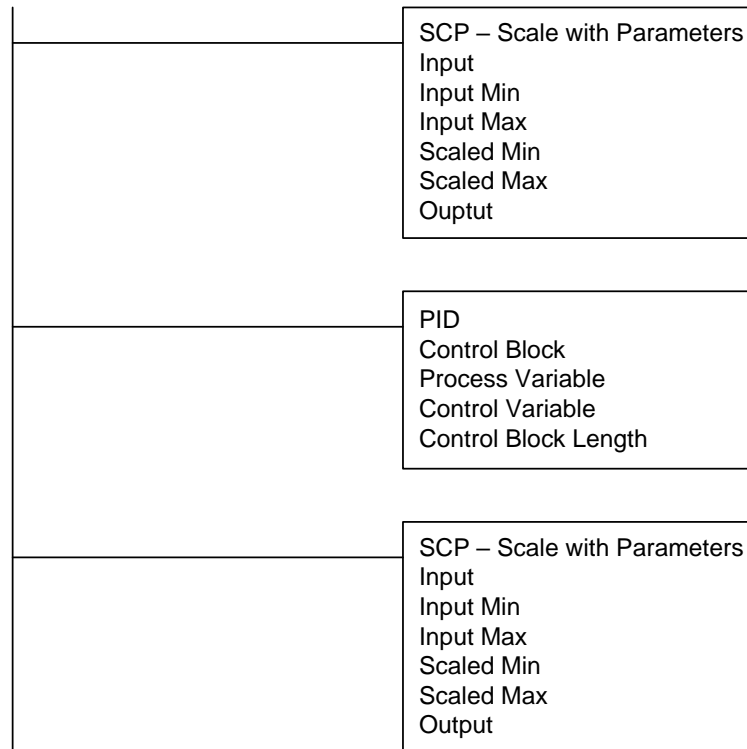 SCP – Scale with Parameters
Input
Input Min
Input Max
Scaled Min
Scaled Max
Ouptut
PID
Control Block
Process Variable
Control Variable
Control Block Length
SCP – Scale with Parameters
Input
Input Min
Input Max
Scaled Min
Scaled Max
Output